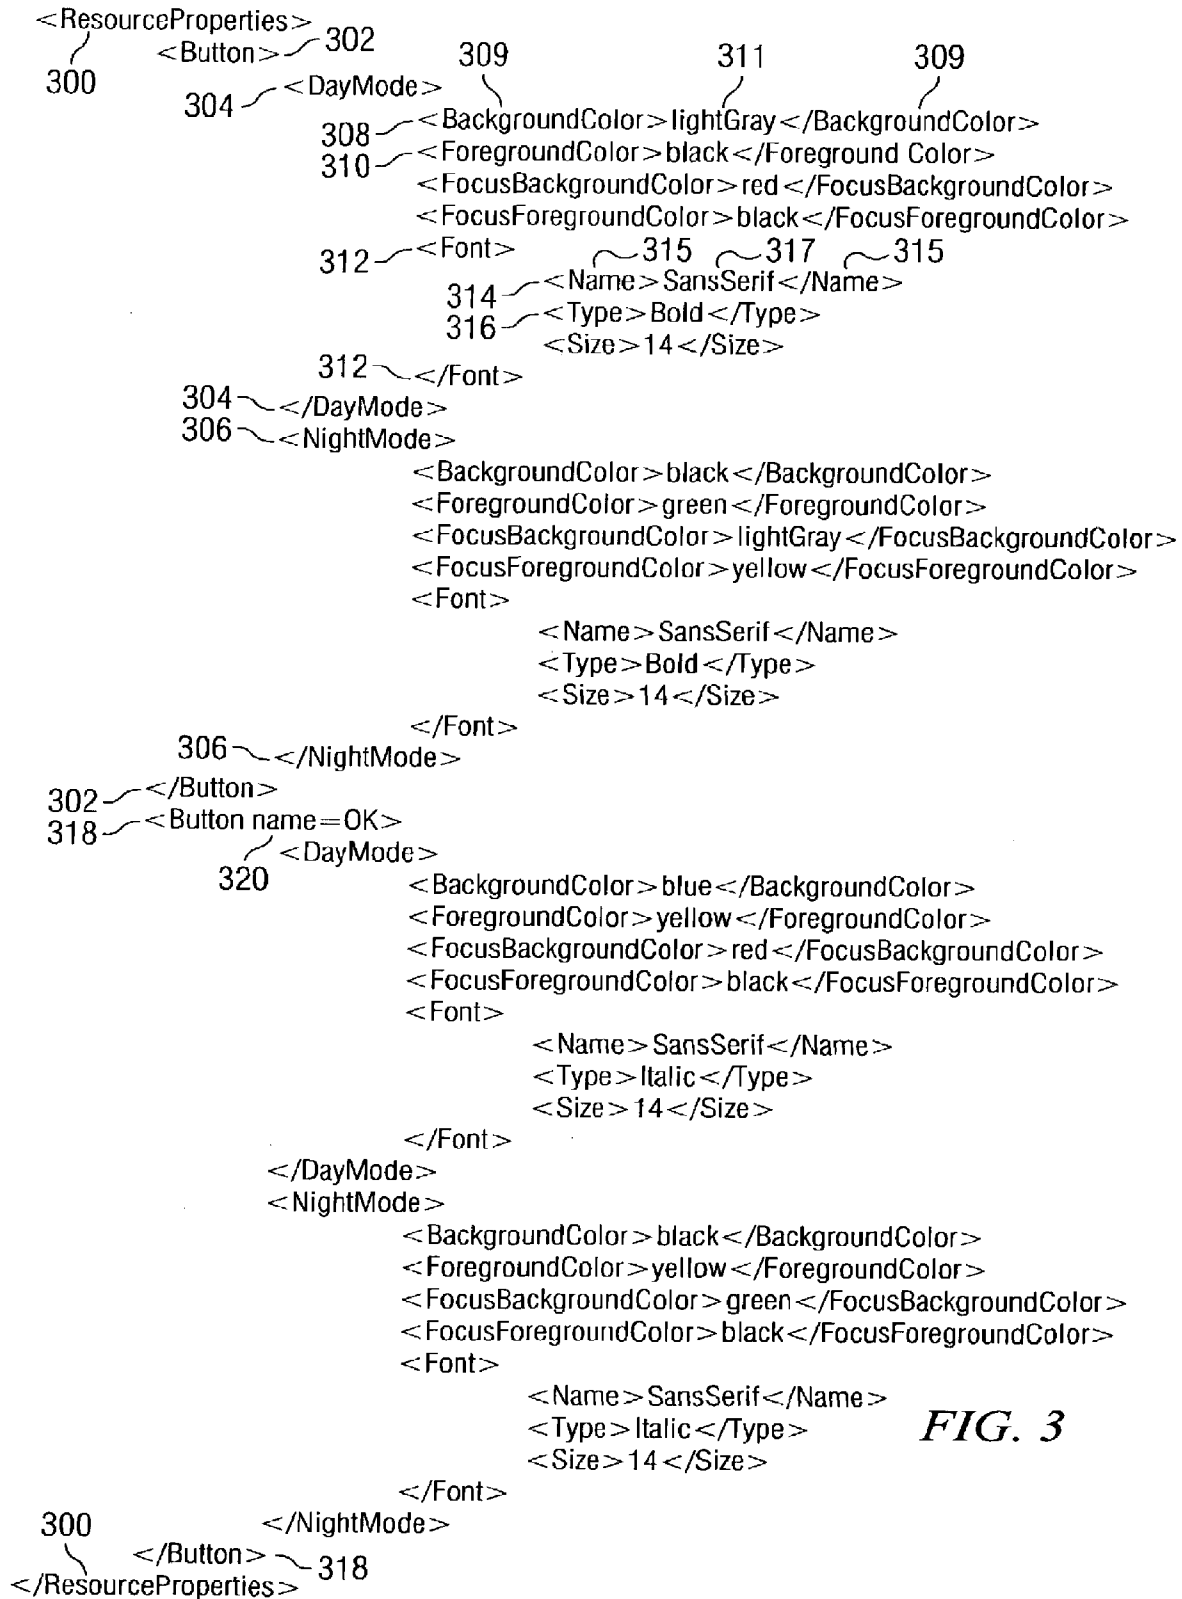 <ResourceProperties>
300
<Button> 302
309 311 309
304 <DayMode>
308 <BackgroundColor>lightGray</BackgroundColor>
310 <ForegroundColor>black</Foreground Color>
<FocusBackgroundColor>red</FocusBackgroundColor>
<FocusForegroundColor>black</FocusForegroundColor>
312 <Font> 315 317 315
314 <Name>SansSerif</Name>
316 <Type>Bold</Type>
<Size>14</Size>
312 </Font>
304 </DayMode>
306 <NightMode>
<BackgroundColor>black</BackgroundColor>
<ForegroundColor>green</ForegroundColor>
<FocusBackgroundColor>lightGray</FocusBackgroundColor>
<FocusForegroundColor>yellow</FocusForegroundColor>
<Font>
<Name>SansSerif</Name>
<Type>Bold</Type>
<Size>14</Size>
</Font>
306 </NightMode>
302 </Button>
318 <Button name=OK>
320 <DayMode>
<BackgroundColor>blue</BackgroundColor>
<ForegroundColor>yellow</ForegroundColor>
<FocusBackgroundColor>red</FocusBackgroundColor>
<FocusForegroundColor>black</FocusForegroundColor>
<Font>
<Name>SansSerif</Name>
<Type>Italic</Type>
<Size>14</Size>
</Font>
</DayMode>
<NightMode>
<BackgroundColor>black</BackgroundColor>
<ForegroundColor>yellow</ForegroundColor>
<FocusBackgroundColor>green</FocusBackgroundColor>
<FocusForegroundColor>black</FocusForegroundColor>
<Font>
<Name>SansSerif</Name>
<Type>Italic</Type>
<Size>14</Size>
FIG. 3
</Font>
</NightMode>
300
</Button> 318
</ResourceProperties>